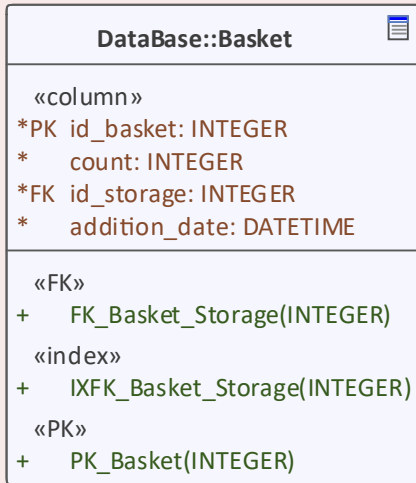 DataBase::Basket
«column»
*PK id_basket: INTEGER
* count: INTEGER
*FK id_storage: INTEGER
* addition_date: DATETIME
«FK»
+ FK_Basket_Storage(INTEGER)
«index»
+ IXFK_Basket_Storage(INTEGER)
«PK»
+ PK_Basket(INTEGER)